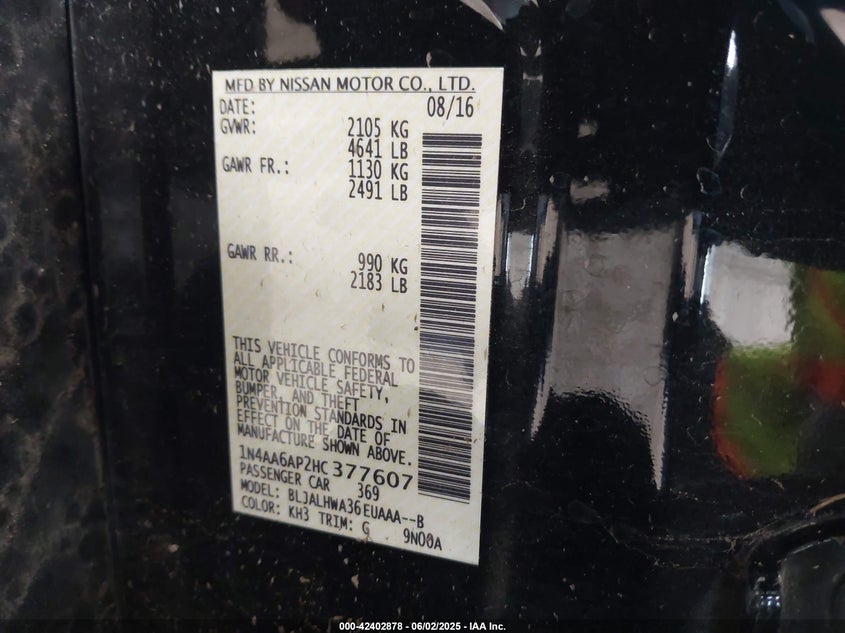 MFD BY NISSAN MOTOR CO., LTD.
DATE: 08/16
GVWR: 2105 KG
4641 LB
GAWR FR.: 1130 KG
2491 LB
GAWR RR.: 990 KG
2183 LB
THIS VEHICLE CONFORMS TO
ALL APPLICABLE FEDERAL
MOTOR VEHICLE SAFETY,
BUMPER, AND THEFT
PREVENTION STANDARDS IN
EFFECT ON THE DATE OF
MANUFACTURE SHOWN ABOVE.
1N4AA6AP2HC377607
PASSENGER CAR 369
MODEL: BLJALHWA36EUAAA--B
COLOR: KH3 TRIM: G 9N00A
000-42402878 - 06/02/2025 - IAA Inc.